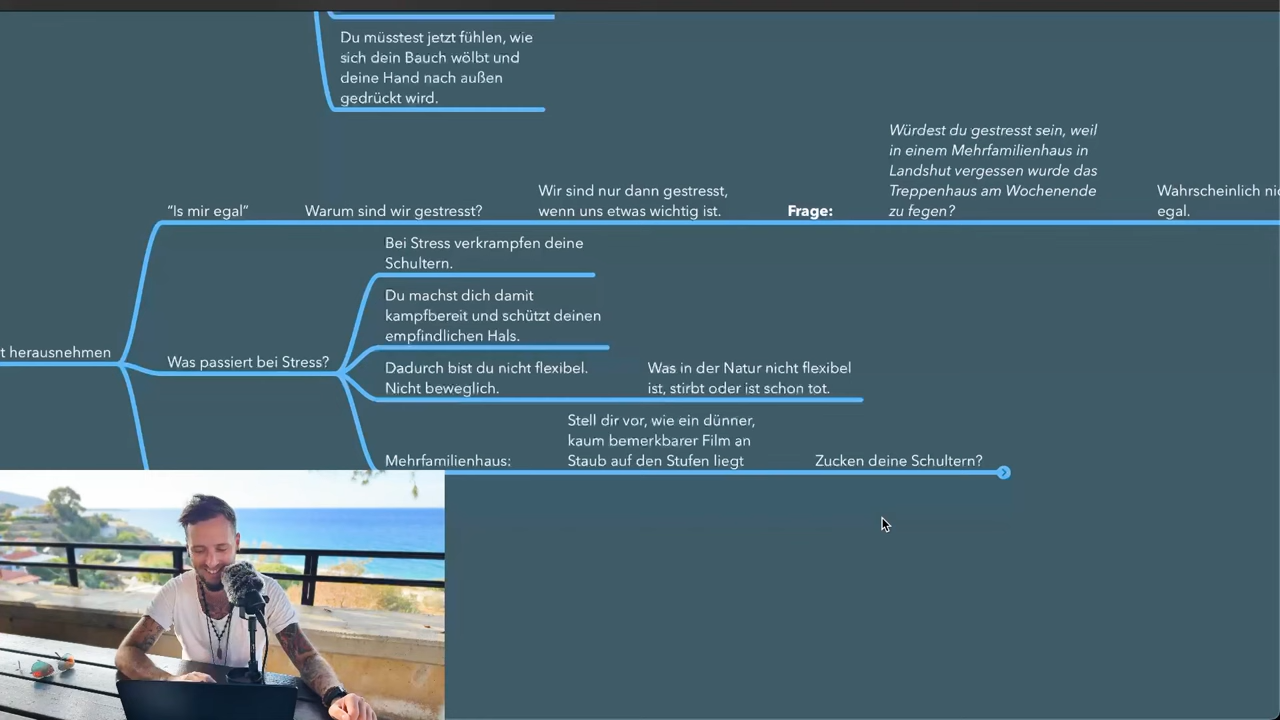 Du müsstest jetzt fühlen, wie
sich dein Bauch wölbt und
deine Hand nach außen
gedrückt wird.
"Is mir egal"
Warum sind wir gestresst?
Wir sind nur dann gestresst,
wenn uns etwas wichtig ist.
Frage:
Würdest du gestresst sein, weil
in einem Mehrfamilienhaus in
Landshut vergessen wurde das
Treppenhaus am Wochenende
zu fegen?
Wahrscheinlich
egal.
t herausnehmen
Was passiert bei Stress?
Bei Stress verkrampfen deine
Schultern.
Du machst dich damit
kampfbereit und schützt deinen
empfindlichen Hals.
Dadurch bist du nicht flexibel.
Nicht beweglich.
Was in der Natur nicht flexibel
ist, stirbt oder ist schon tot.
Mehrfamilienhaus:
Stell dir vor, wie ein dünner,
kaum bemerkbarer Film an
Staub auf den Stufen liegt
Zucken deine Schultern?